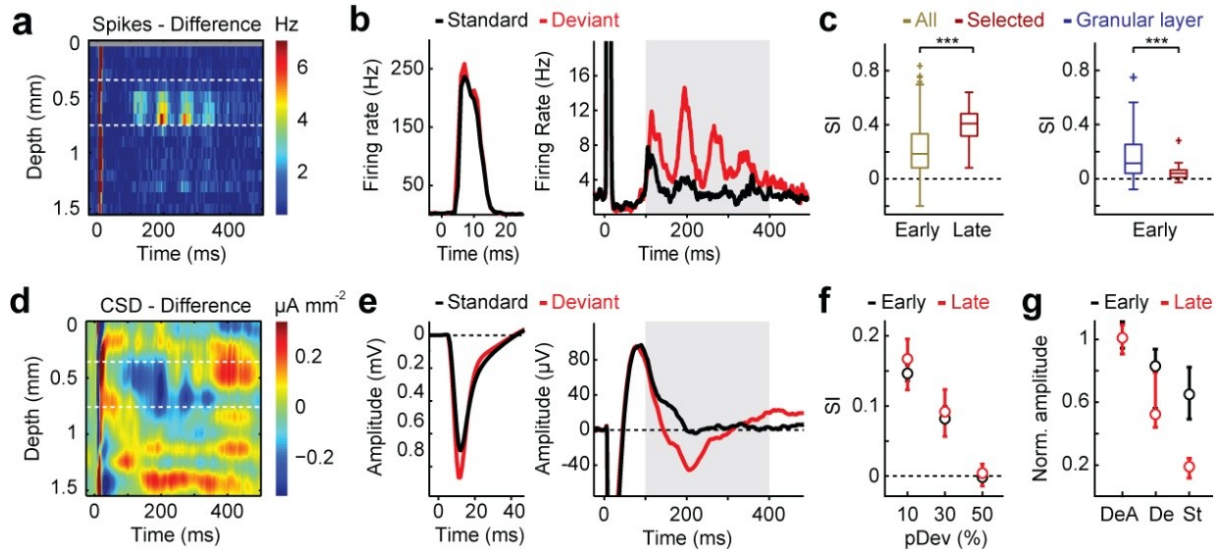 a
Spikes - Difference Hz
Depth (mm)
0
0.5
1
1.5
0 200 400
Time (ms)
6
4
2
b
Standard Deviant
Firing rate (Hz)
250
150
50
0 10 20
Time (ms)
Firing Rate (Hz)
20
16
12
8
4
0 200 400
Time (ms)
c
All Selected Granular layer
SI
0.8
0.4
0
***
Early Late
SI
0.8
0.4
0
***
Early
d
CSD - Difference µA mm-2
Depth (mm)
0
0.5
1
1.5
0 200 400
Time (ms)
0.2
0
−0.2
e
Standard Deviant
Amplitude (mV)
0
0.2
0.4
0.6
0.8
0 20 40
Time (ms)
Amplitude (µV)
80
40
0
-40
0 200 400
Time (ms)
f
Early Late
SI
0.2
0.1
0
10 30 50
pDev (%)
g
Early Late
Norm. amplitude
1
0.6
0.2
DeA De St